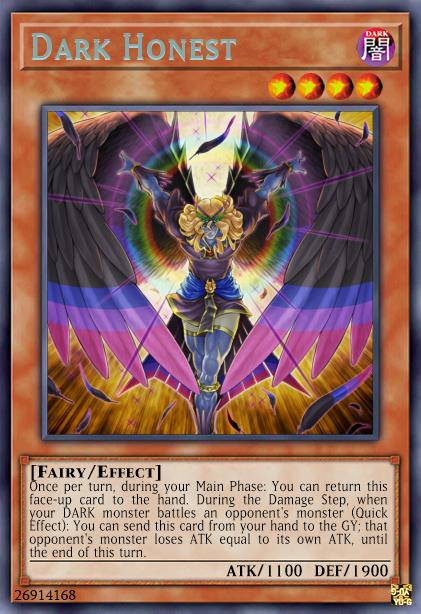 DARK HONEST
DARK
闇
[FAIRY/EFFECT]
Once per turn, during your Main Phase: You can return this
face-up card to the hand. During the Damage Step, when
your DARK monster battles an opponent's monster (Quick
Effect): You can send this card from your hand to the GY; that
opponent's monster loses ATK equal to its own ATK, until
the end of this turn.
ATK/1100 DEF/1900
26914168